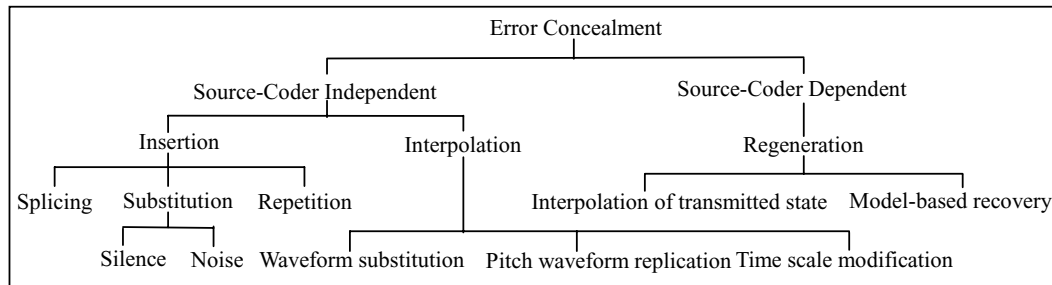 Error Concealment
Source-Coder Independent
Source-Coder Dependent
Insertion
Interpolation
Regeneration
Splicing
Substitution
Repetition
Interpolation of transmitted state
Model-based recovery
Silence
Noise
Waveform substitution
Pitch waveform replication
Time scale modification